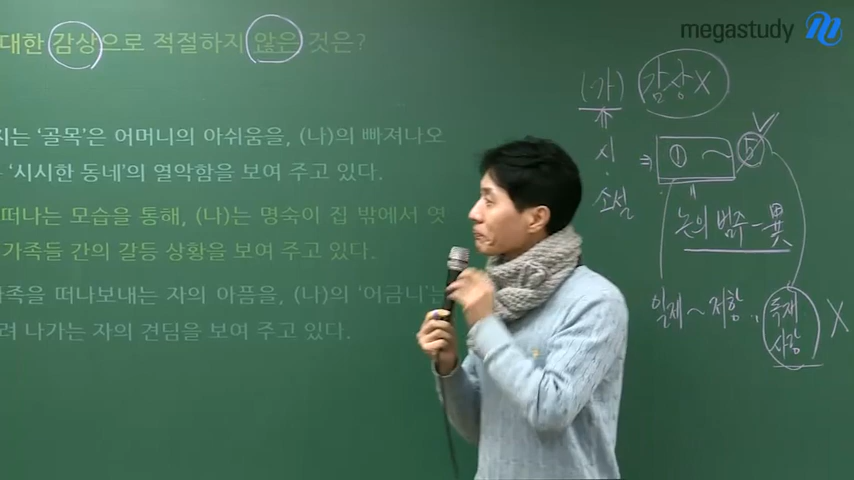 megastudy
대한 감상으로 적절하지 않은 것은?
지는 '골목'은 어머니의 아쉬움을, (나)의 빠져나오
'시시한 동네'의 열악함을 보여 주고 있다.
떠나는 모습을 통해, (나)는 명숙이 집 밖에서 엿
가족들 간의 갈등 상황을 보여 주고 있다.
가족을 떠나보내는 자의 아픔을, (나)의 '어금니'는
려 나가는 자의 견딤을 보여 주고 있다.
(가) 감상 X
시
소설
① ~ ⑤
논의 범주 - 異
일제 ~ 저항,
독재
X